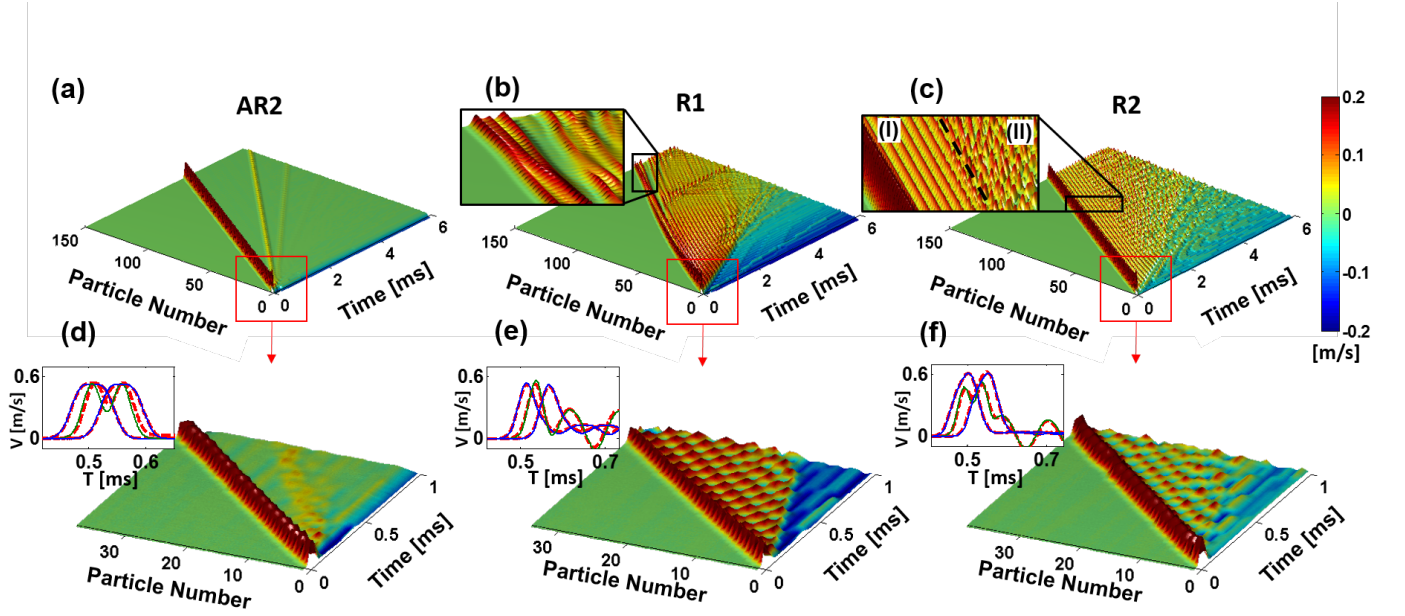 (a)
AR2
150
100
50
0
0
2
4
6
Particle Number
Time [ms]
(b)
R1
150
100
50
0
0
2
4
6
Particle Number
Time [ms]
(c)
R2
(I)
(II)
150
100
50
0
0
2
4
6
Particle Number
Time [ms]
0.2
0.1
0
-0.1
-0.2
[m/s]
(d)
0.6
0
V [m/s]
0.5
0.6
T [ms]
30
20
10
0
0
0.5
1
Particle Number
Time [ms]
(e)
0.6
0
V [m/s]
0.5
0.7
T [ms]
30
20
10
0
0
0.5
1
Particle Number
Time [ms]
(f)
0.6
0
V [m/s]
0.5
0.7
T [ms]
30
20
10
0
0
0.5
1
Particle Number
Time [ms]